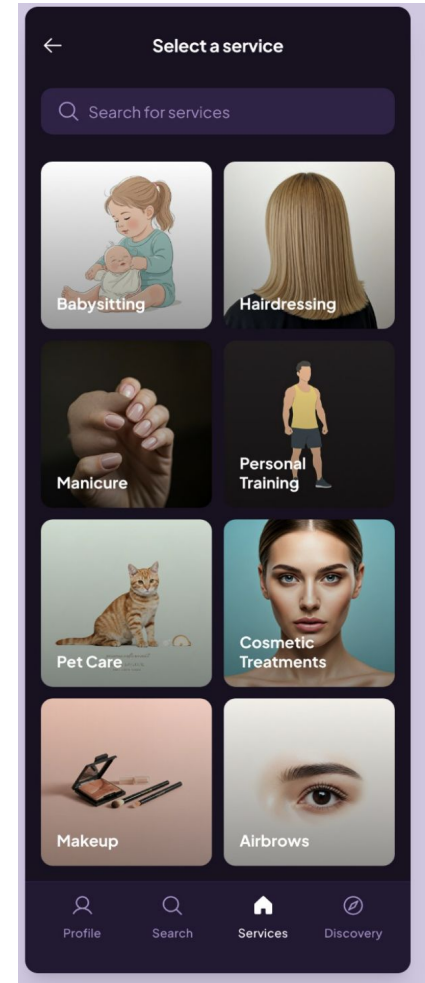 Select a service
Search for services
Babysitting
Hairdressing
Manicure
Personal
Training
Pet Care
Cosmetic
Treatments
Makeup
Airbrows
Profile
Search
Services
Discovery